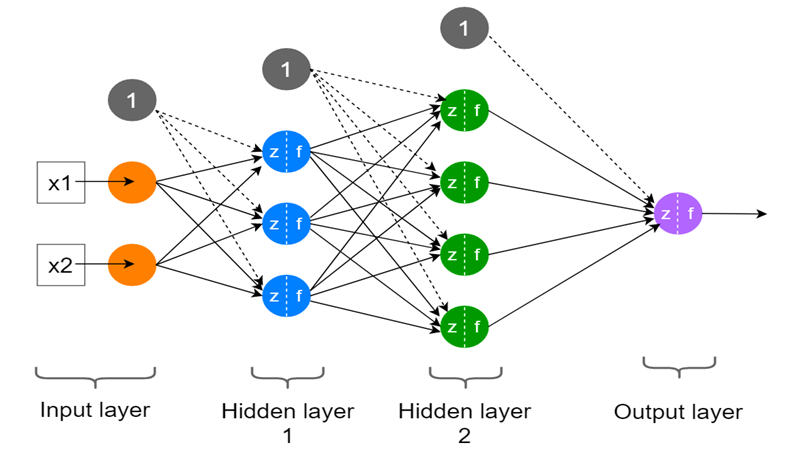 1
1
1
z f
z f
x1
z f
z f
z f
x2
z f
z f
z f
Input layer
Hidden layer
1
Hidden layer
2
Output layer